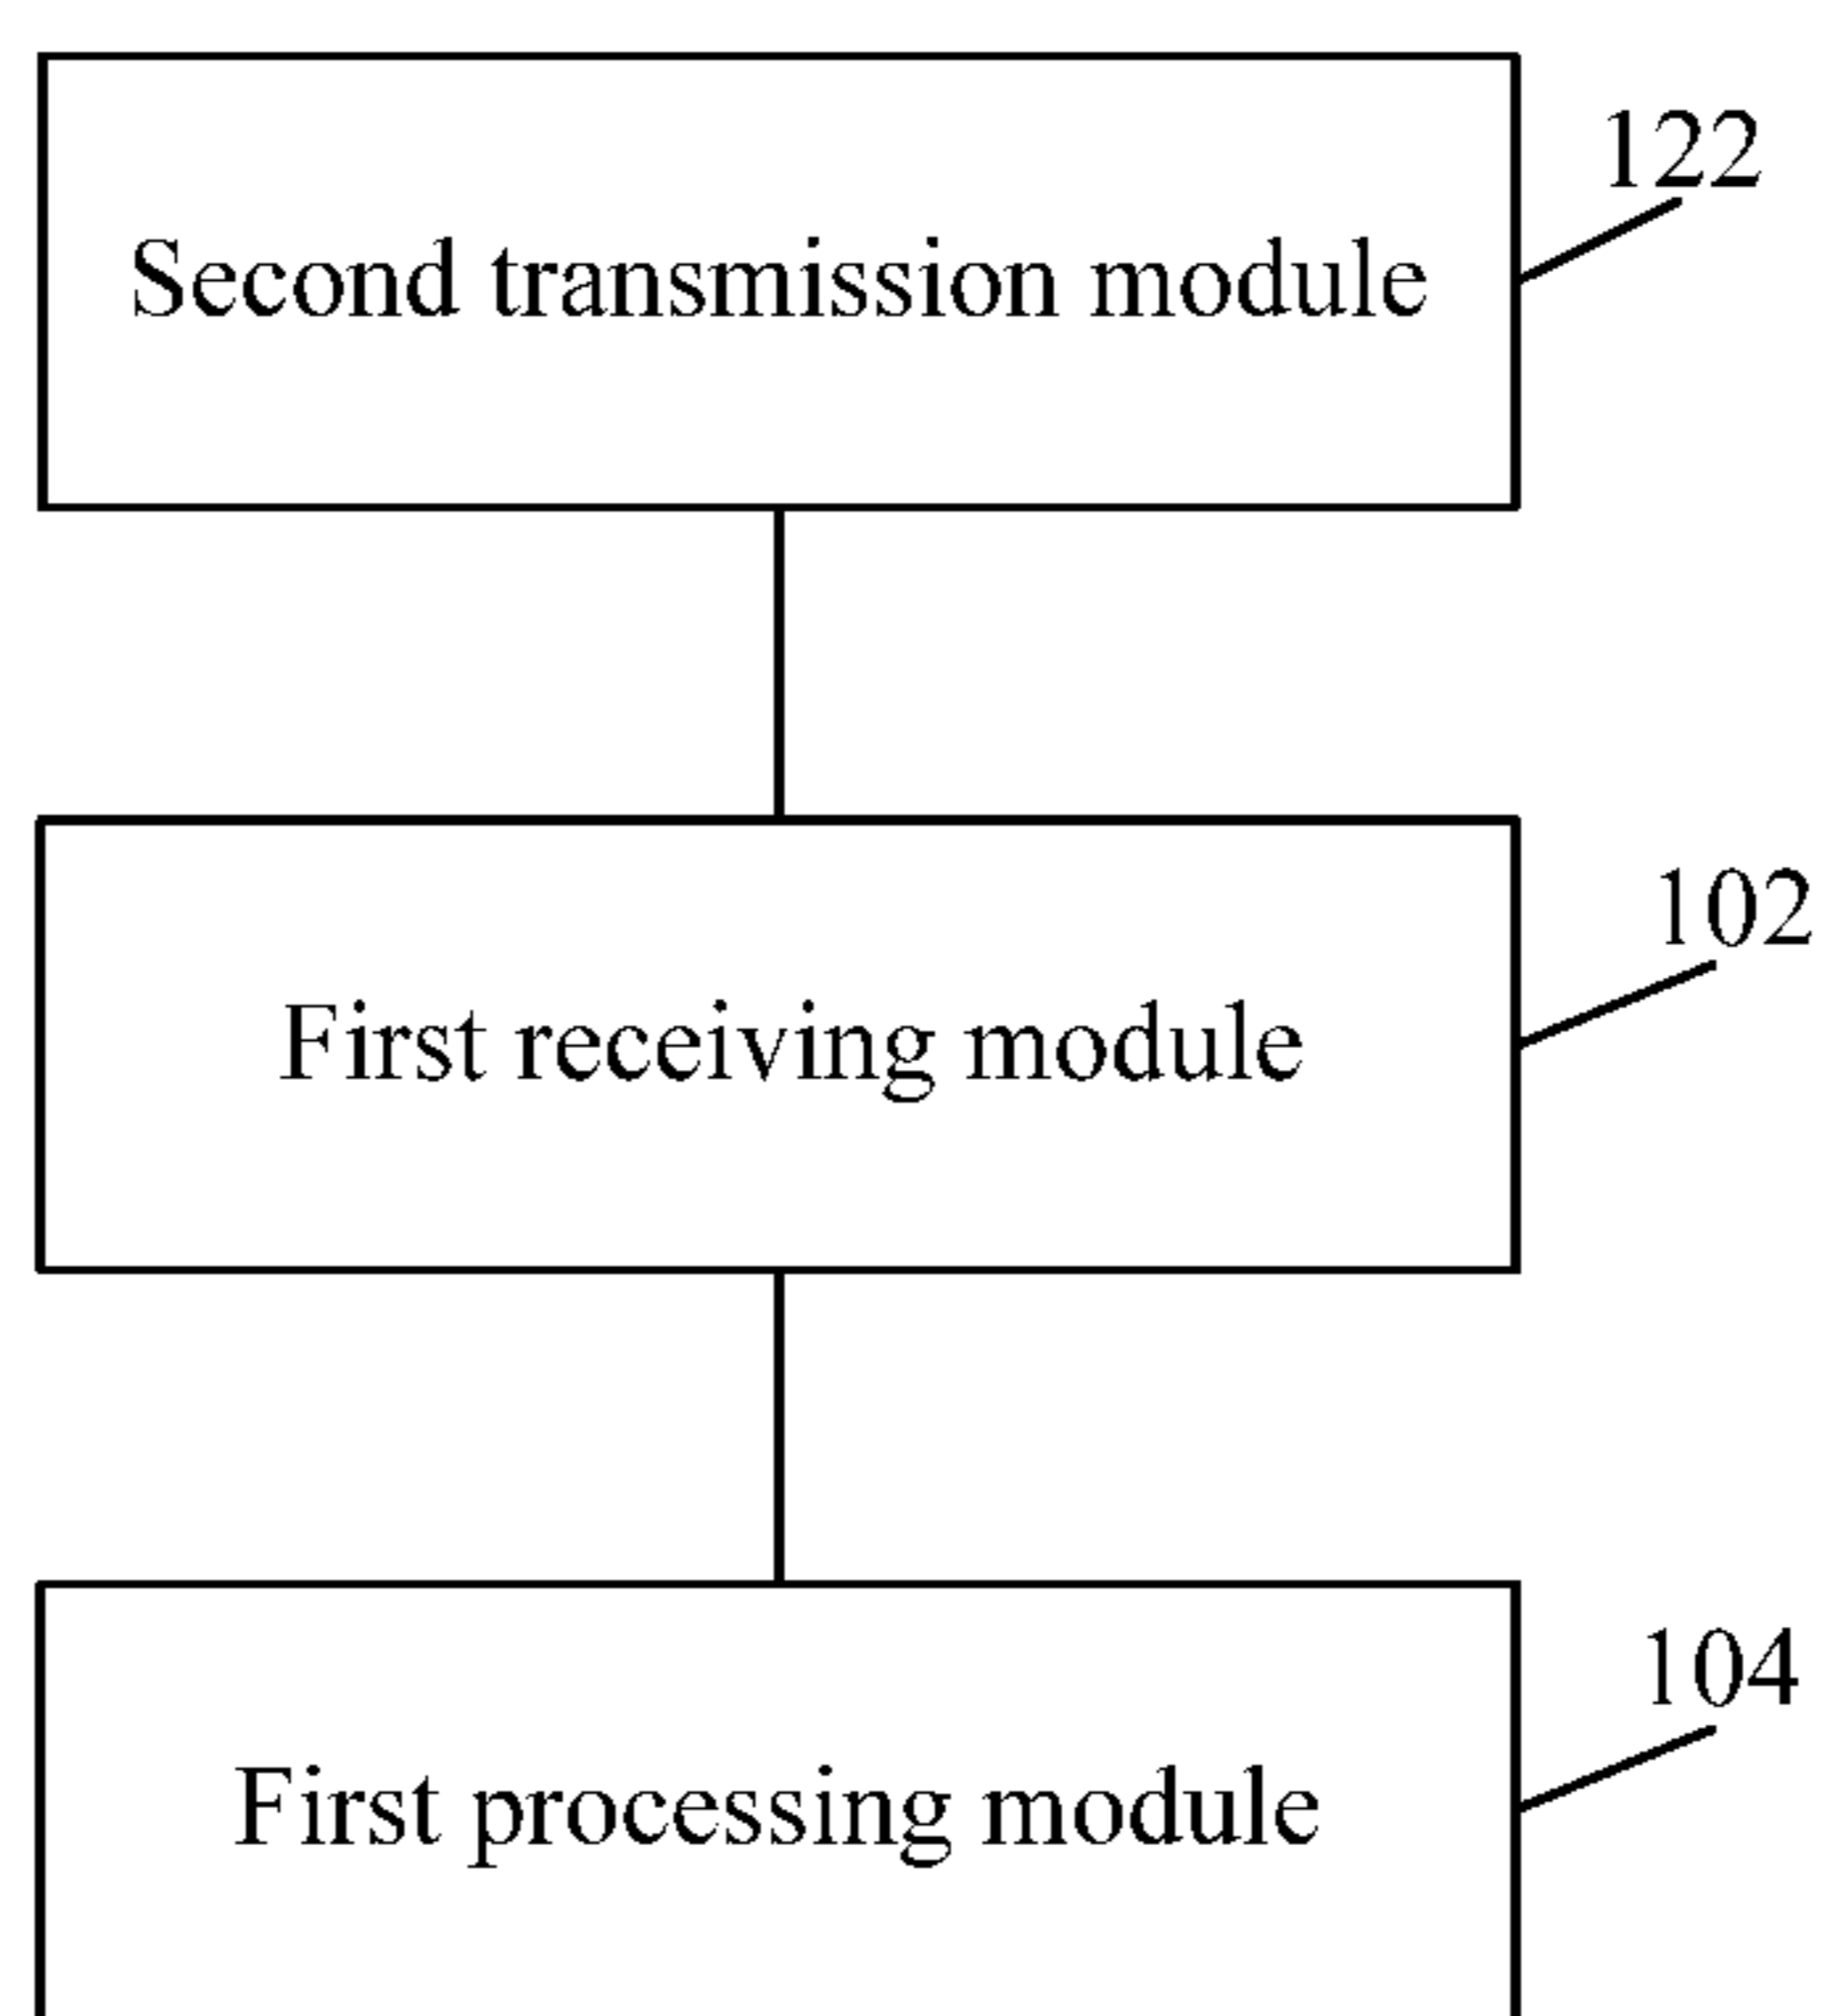 122
Second transmission module
102
First receiving module
104
First processing module